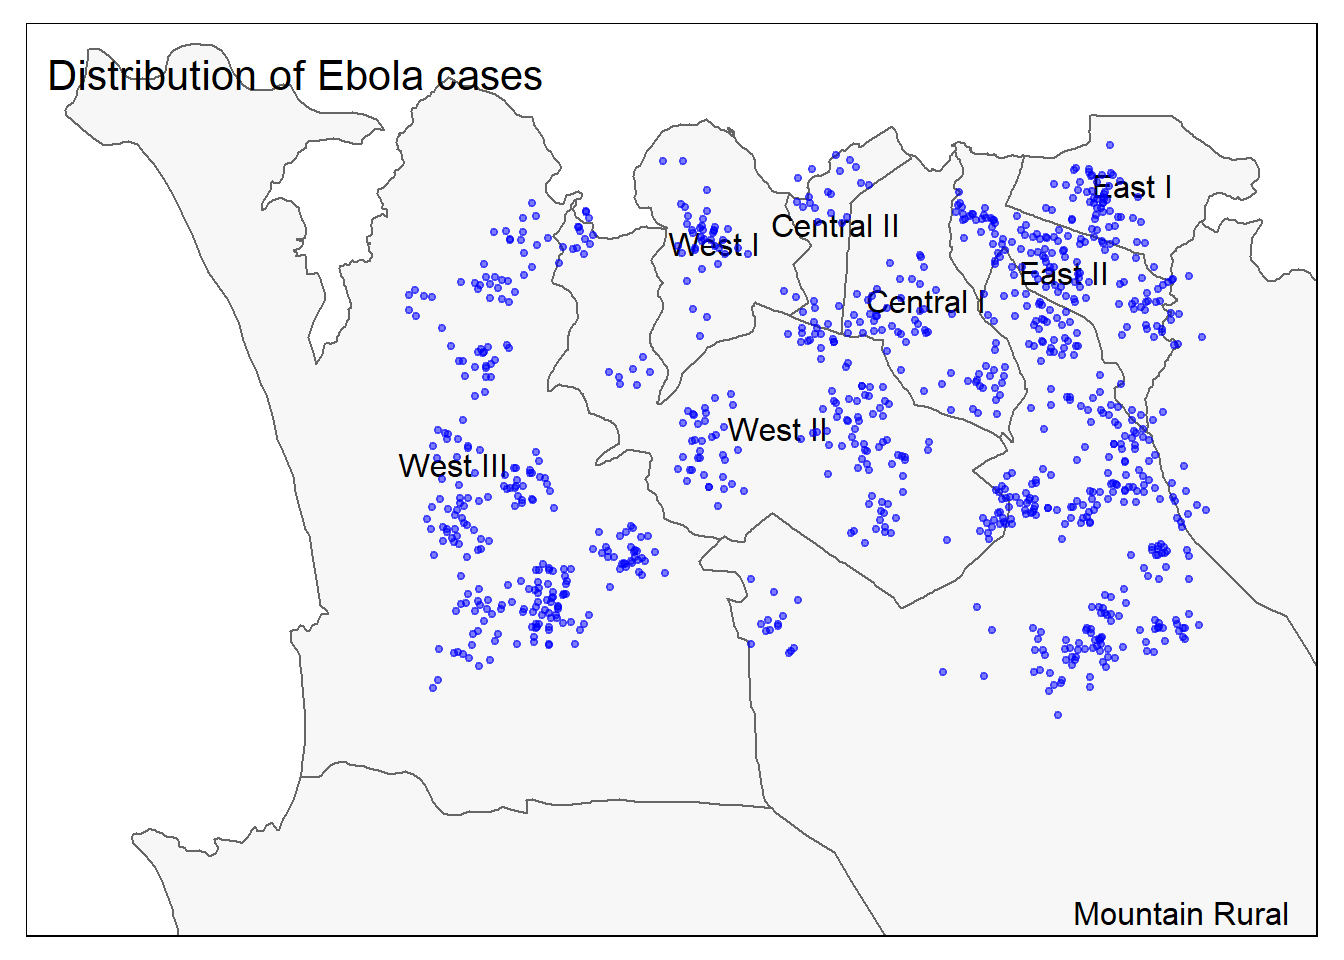 Distribution of Ebola cases
East I
Central II
West I
East II
Central I
West II
West III
Mountain Rural